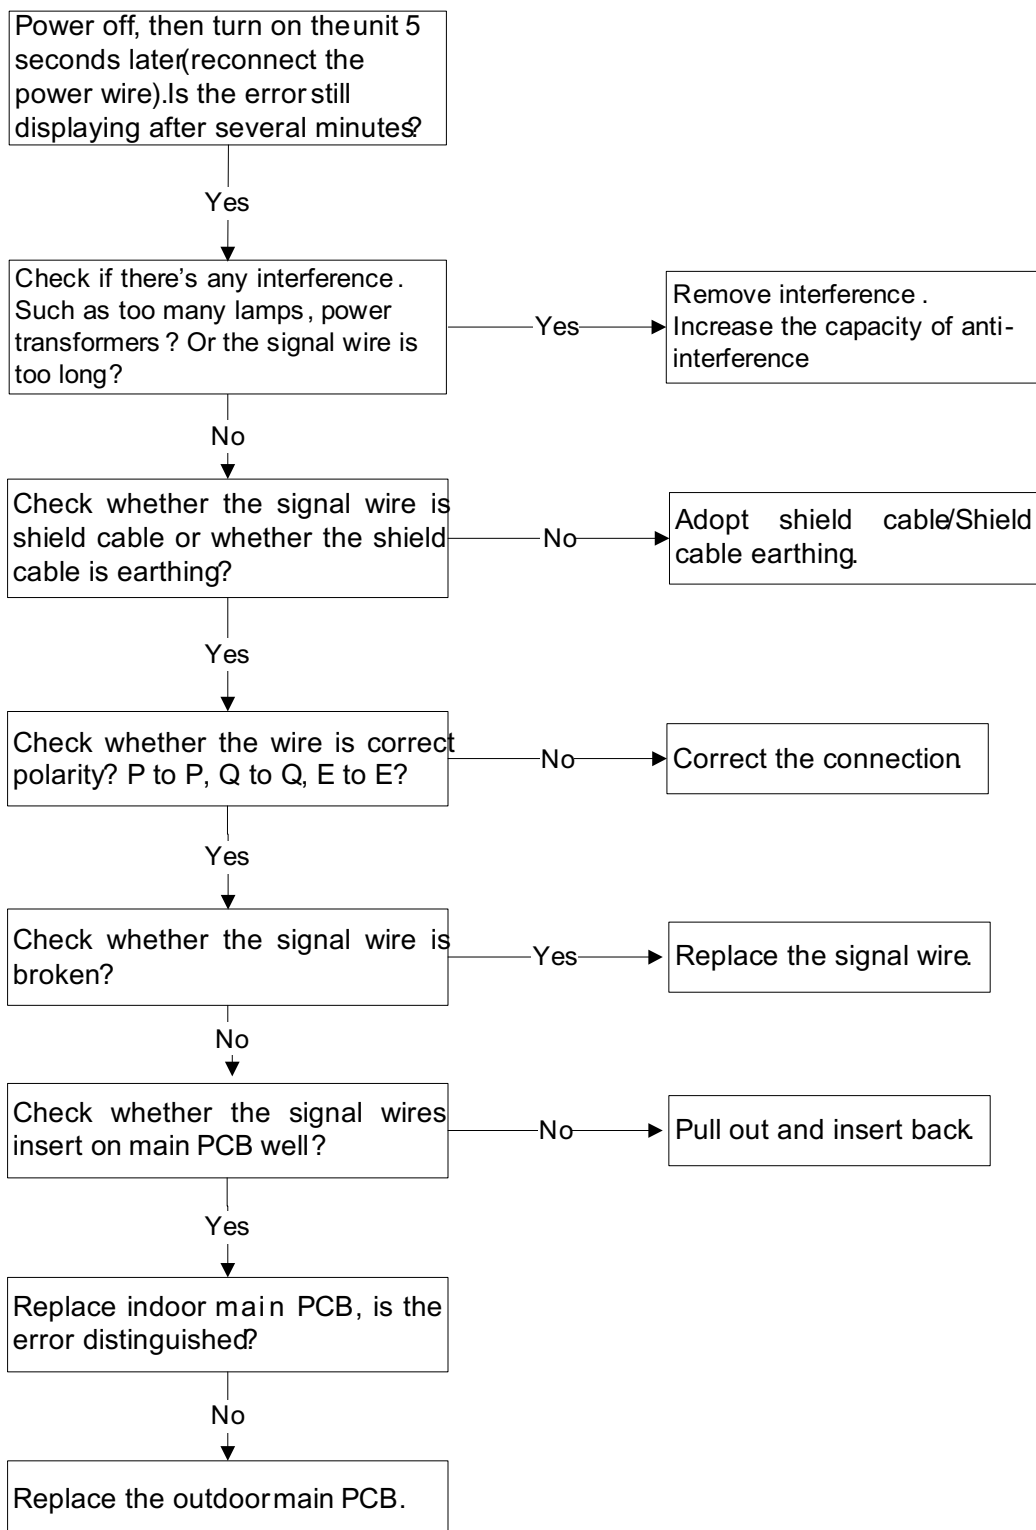 Power off, then turn on the unit 5
seconds later(reconnect the
power wire).Is the error still
displaying after several minutes?
Yes
Check if there's any interference.
Such as too many lamps, power
transformers? Or the signal wire is
too long?
Yes
Remove interference.
Increase the capacity of anti-
interference
No
Check whether the signal wire is
shield cable or whether the shield
cable is earthing?
No
Adopt shield cable/Shield
cable earthing.
Yes
Check whether the wire is correct
polarity? P to P, Q to Q, E to E?
No
Correct the connection.
Yes
Check whether the signal wire is
broken?
Yes
Replace the signal wire.
No
Check whether the signal wires
insert on main PCB well?
No
Pull out and insert back.
Yes
Replace indoor main PCB, is the
error distinguished?
No
Replace the outdoor main PCB.